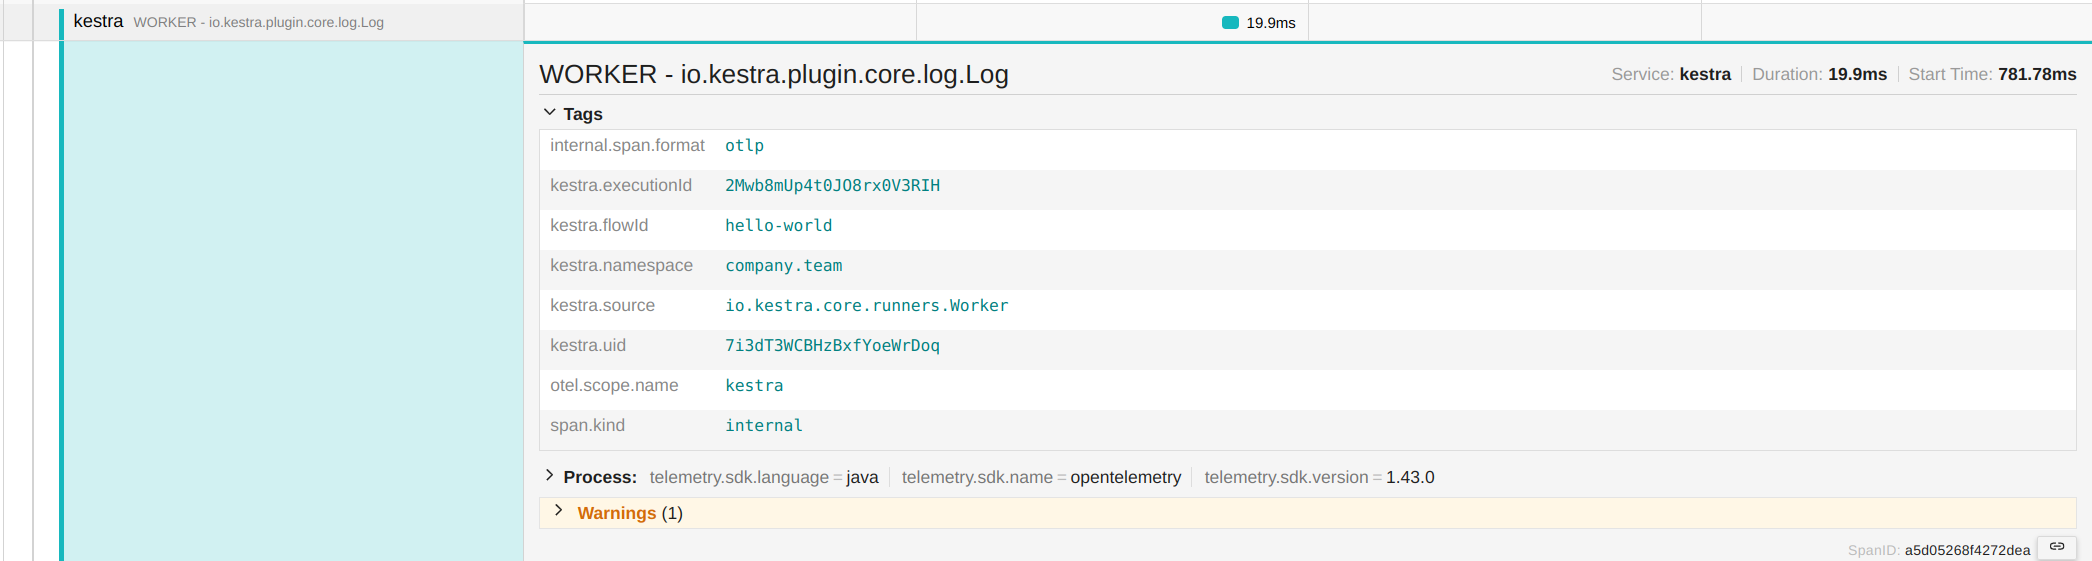 kestra WORKER - io.kestra.plugin.core.log.Log
19.9ms
WORKER - io.kestra.plugin.core.log.Log
Service: kestra Duration: 19.9ms Start Time: 781.78ms
Tags
internal.span.format otlp
kestra.executionId 2Mwb8mUp4t0JO8rx0V3RIH
kestra.flowId hello-world
kestra.namespace company.team
kestra.source io.kestra.core.runners.Worker
kestra.uid 7i3dT3WCBHzBxfYoeWrDoq
otel.scope.name kestra
span.kind internal
Process: telemetry.sdk.language = java telemetry.sdk.name = opentelemetry telemetry.sdk.version = 1.43.0
Warnings (1)
SpanID: a5d05268f4272dea